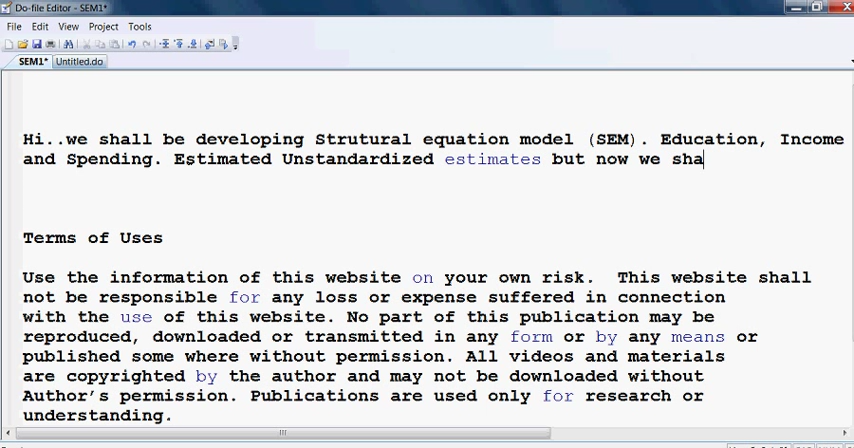 Do-file Editor - SEM1*
File Edit View Project Tools
SEM1* Untitled.do
Hi..we shall be developing Strutural equation model (SEM). Education, Income
and Spending. Estimated Unstandardized estimates but now we sha
Terms of Uses
Use the information of this website on your own risk. This website shall
not be responsible for any loss or expense suffered in connection
with the use of this website. No part of this publication may be
reproduced, downloaded or transmitted in any form or by any means or
published some where without permission. All videos and materials
are copyrighted by the author and may not be downloaded without
Author's permission. Publications are used only for research or
understanding.